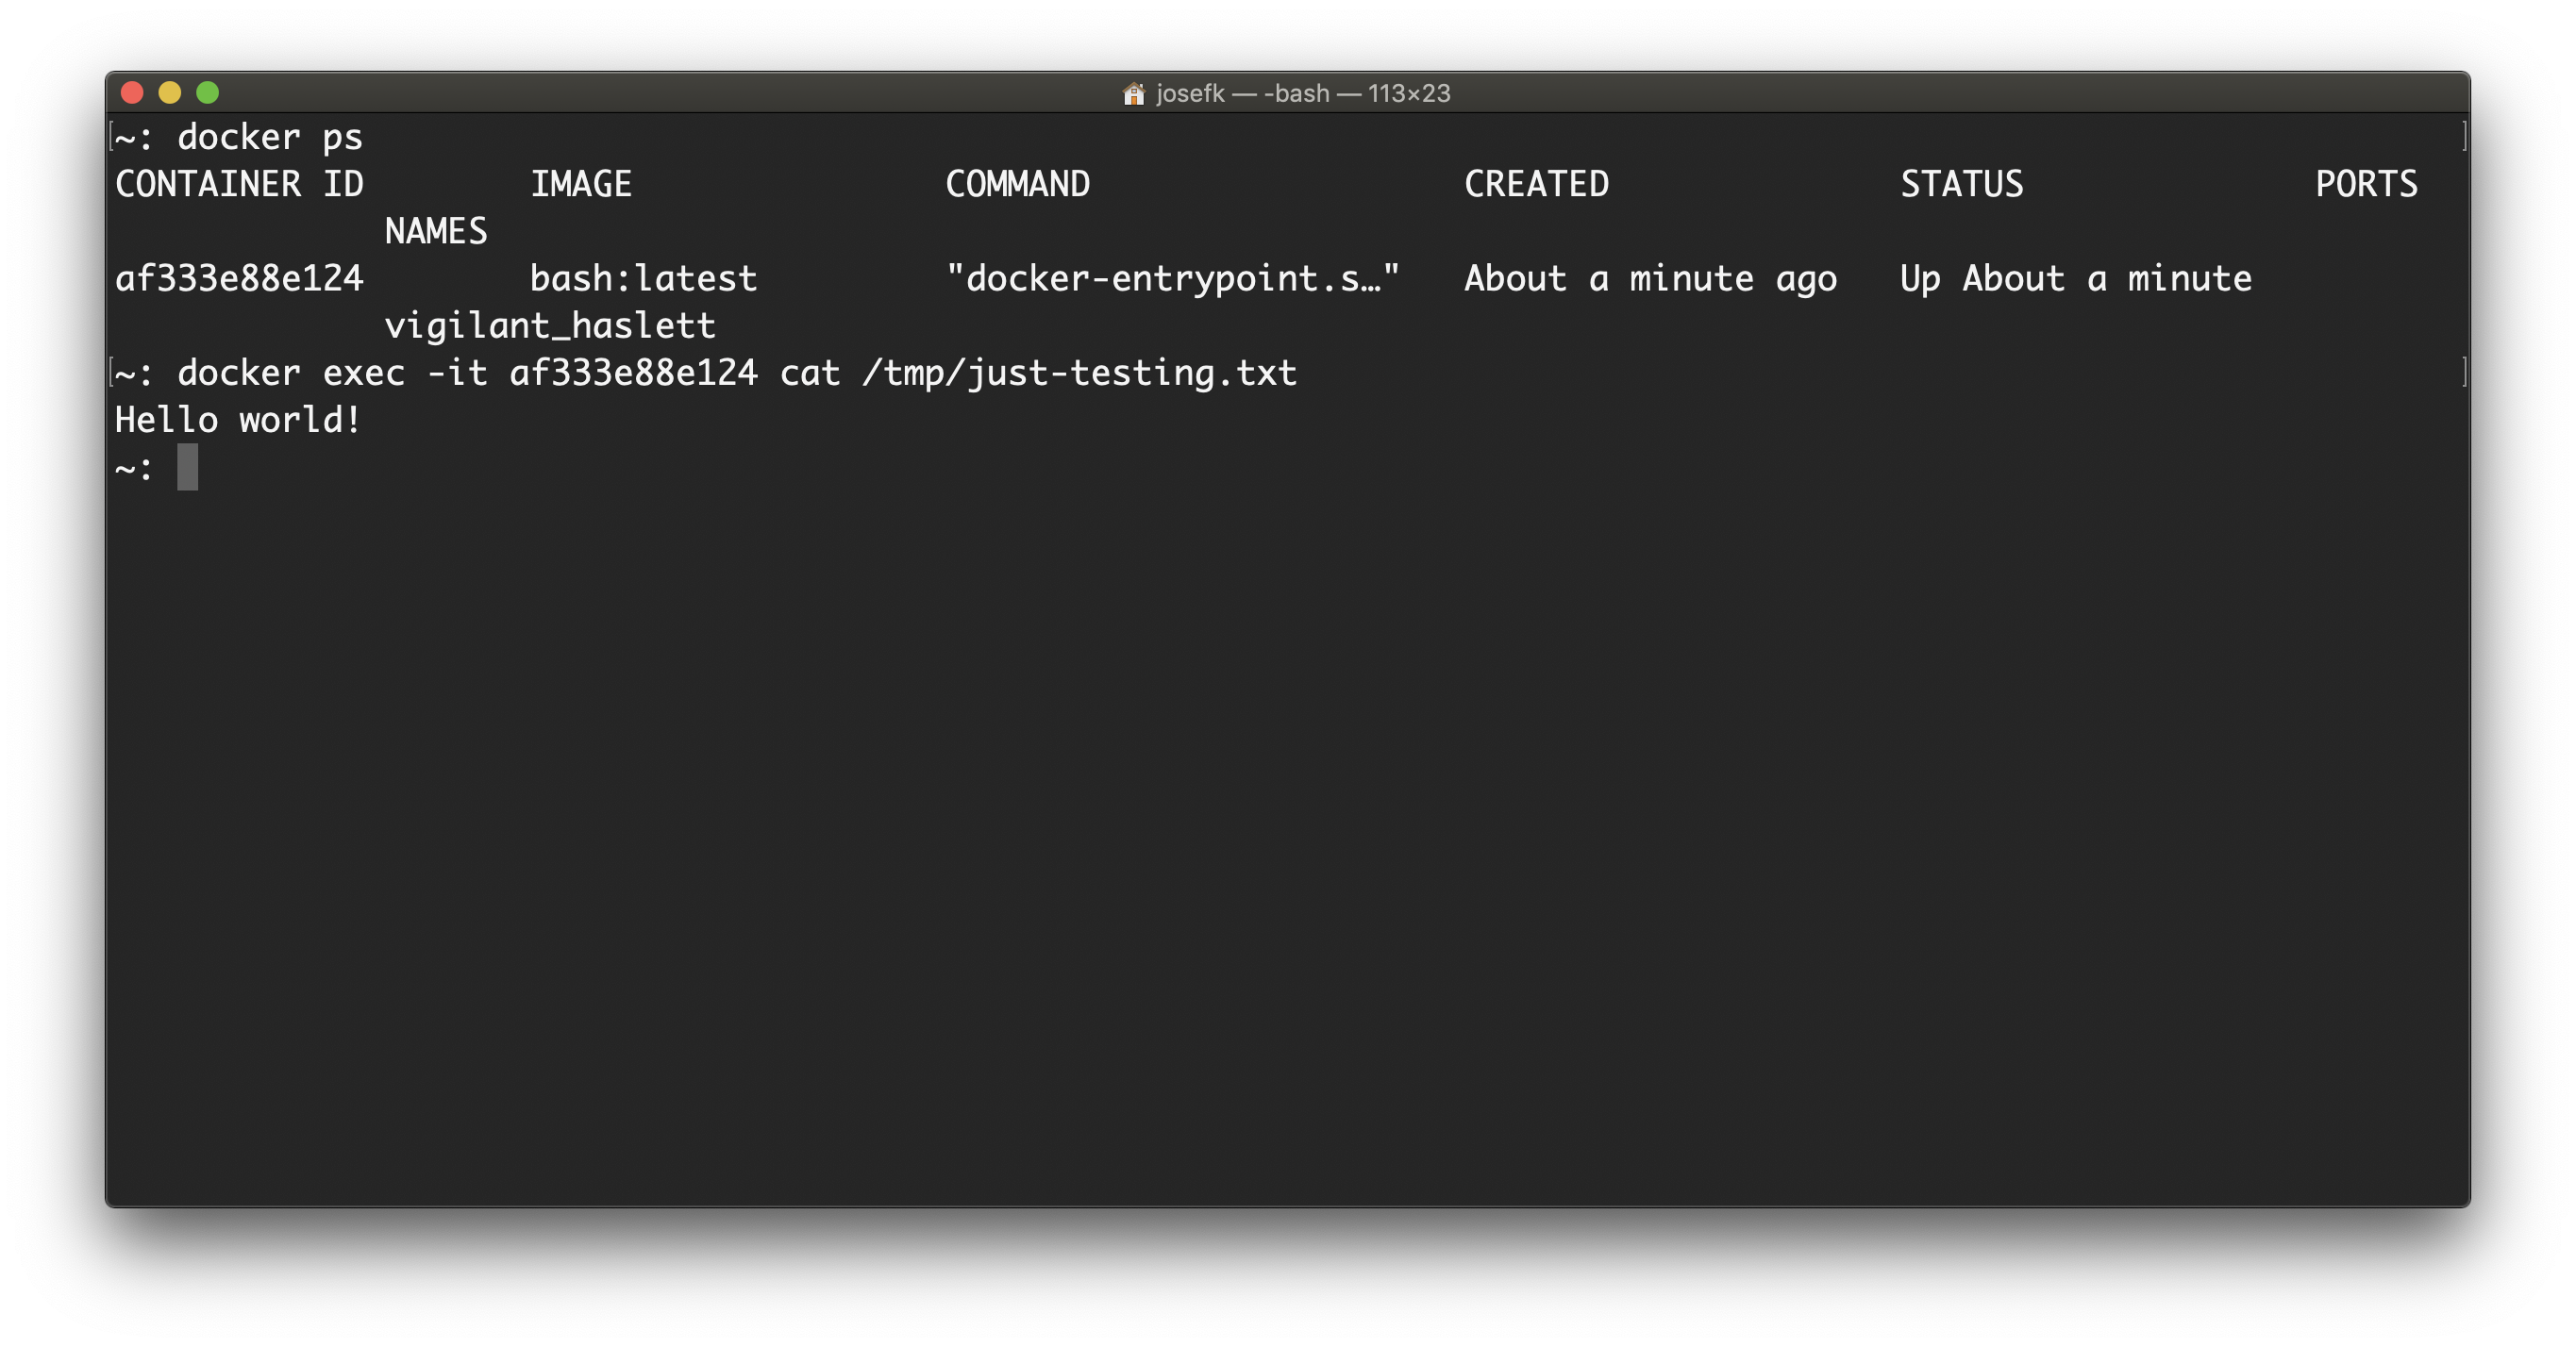 josefk — -bash — 113×23
[~: docker ps ]
CONTAINER ID        IMAGE               COMMAND                  CREATED              STATUS              PORTS
             NAMES
af333e88e124        bash:latest         "docker-entrypoint.s…"   About a minute ago   Up About a minute
             vigilant_haslett
[~: docker exec -it af333e88e124 cat /tmp/just-testing.txt ]
Hello world!
~: